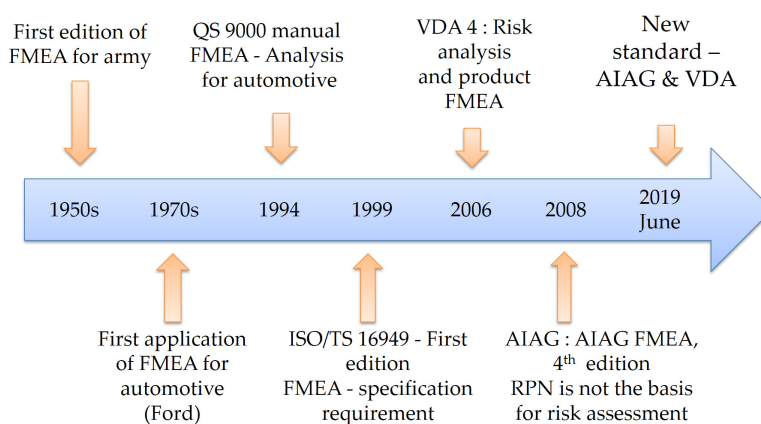 First edition of
FMEA for army
QS 9000 manual
FMEA - Analysis
for automotive
VDA 4 : Risk
analysis
and product
FMEA
New
standard –
AIAG & VDA
1950s
1970s
1994
1999
2006
2008
2019
June
First application
of FMEA for
automotive
(Ford)
ISO/TS 16949 - First
edition
FMEA - specification
requirement
AIAG : AIAG FMEA,
4th edition
RPN is not the basis
for risk assessment